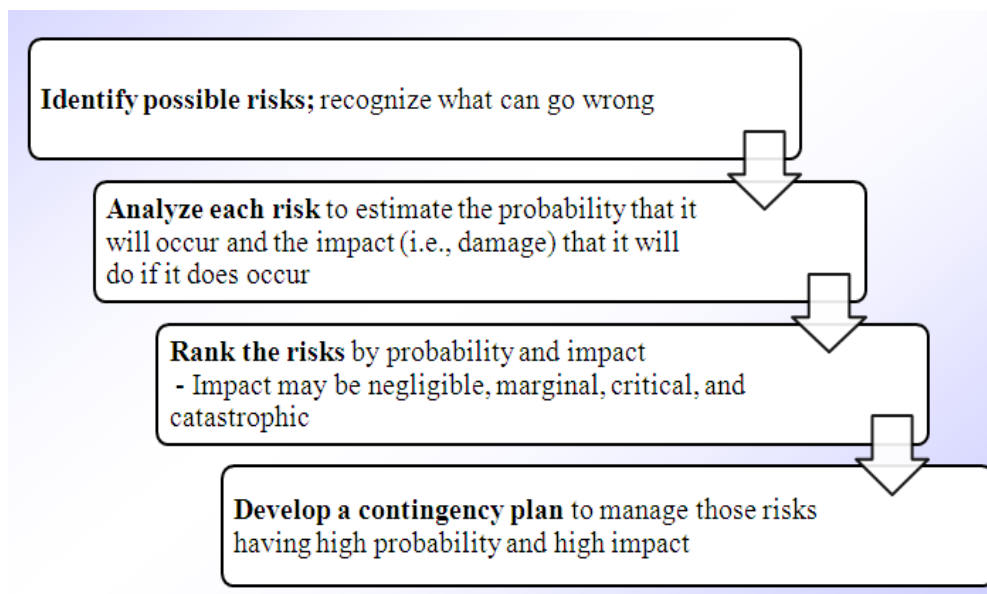 Identify possible risks; recognize what can go wrong
Analyze each risk to estimate the probability that it
will occur and the impact (i.e., damage) that it will
do if it does occur
Rank the risks by probability and impact
- Impact may be negligible, marginal, critical, and
catastrophic
Develop a contingency plan to manage those risks
having high probability and high impact